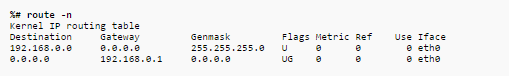 %# route -n
Kernel IP routing table
Destination     Gateway         Genmask         Flags Metric Ref    Use Iface
192.168.0.0     0.0.0.0         255.255.255.0   U     0      0        0 eth0
0.0.0.0         192.168.0.1     0.0.0.0         UG    0      0        0 eth0